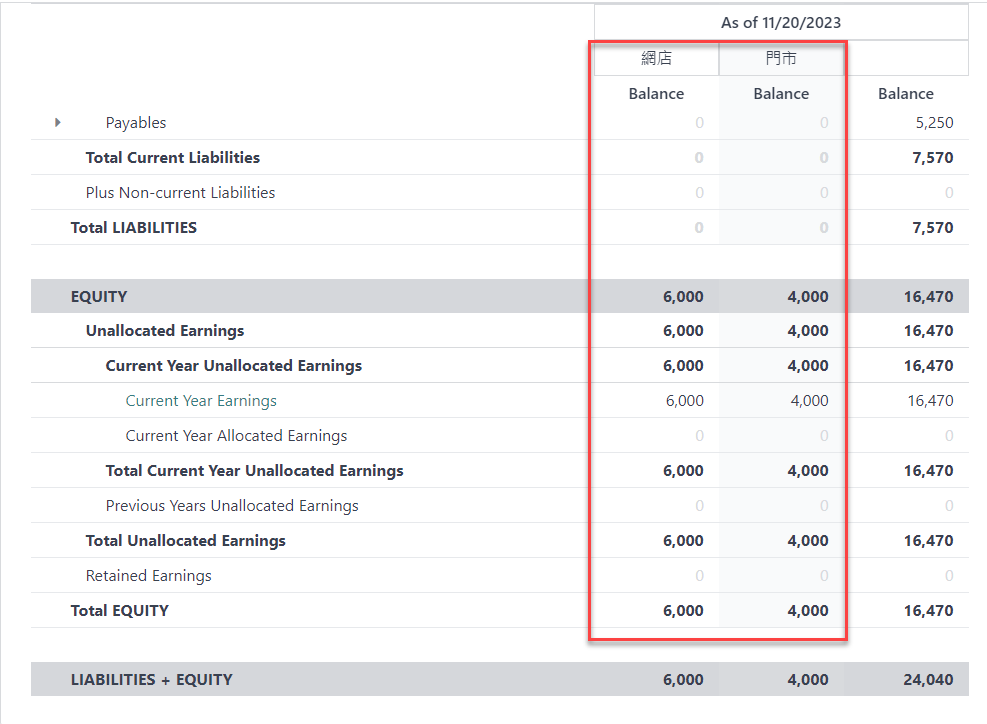 As of 11/20/2023
網店 門市
Balance Balance Balance
Payables 0 0 5,250
Total Current Liabilities 0 0 7,570
Plus Non-current Liabilities 0 0 0
Total LIABILITIES 0 0 7,570
EQUITY 6,000 4,000 16,470
Unallocated Earnings 6,000 4,000 16,470
Current Year Unallocated Earnings 6,000 4,000 16,470
Current Year Earnings 6,000 4,000 16,470
Current Year Allocated Earnings 0 0 0
Total Current Year Unallocated Earnings 6,000 4,000 16,470
Previous Years Unallocated Earnings 0 0 0
Total Unallocated Earnings 6,000 4,000 16,470
Retained Earnings 0 0 0
Total EQUITY 6,000 4,000 16,470
LIABILITIES + EQUITY 6,000 4,000 24,040